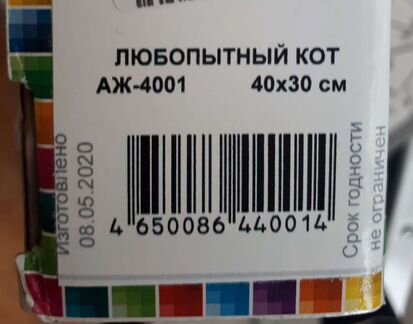 ЛЮБОПЫТНЫЙ КОТ
АЖ-4001 40x30 см
Изготовлено
08.05.2020
4 650086 440014
Срок годности
не ограничен